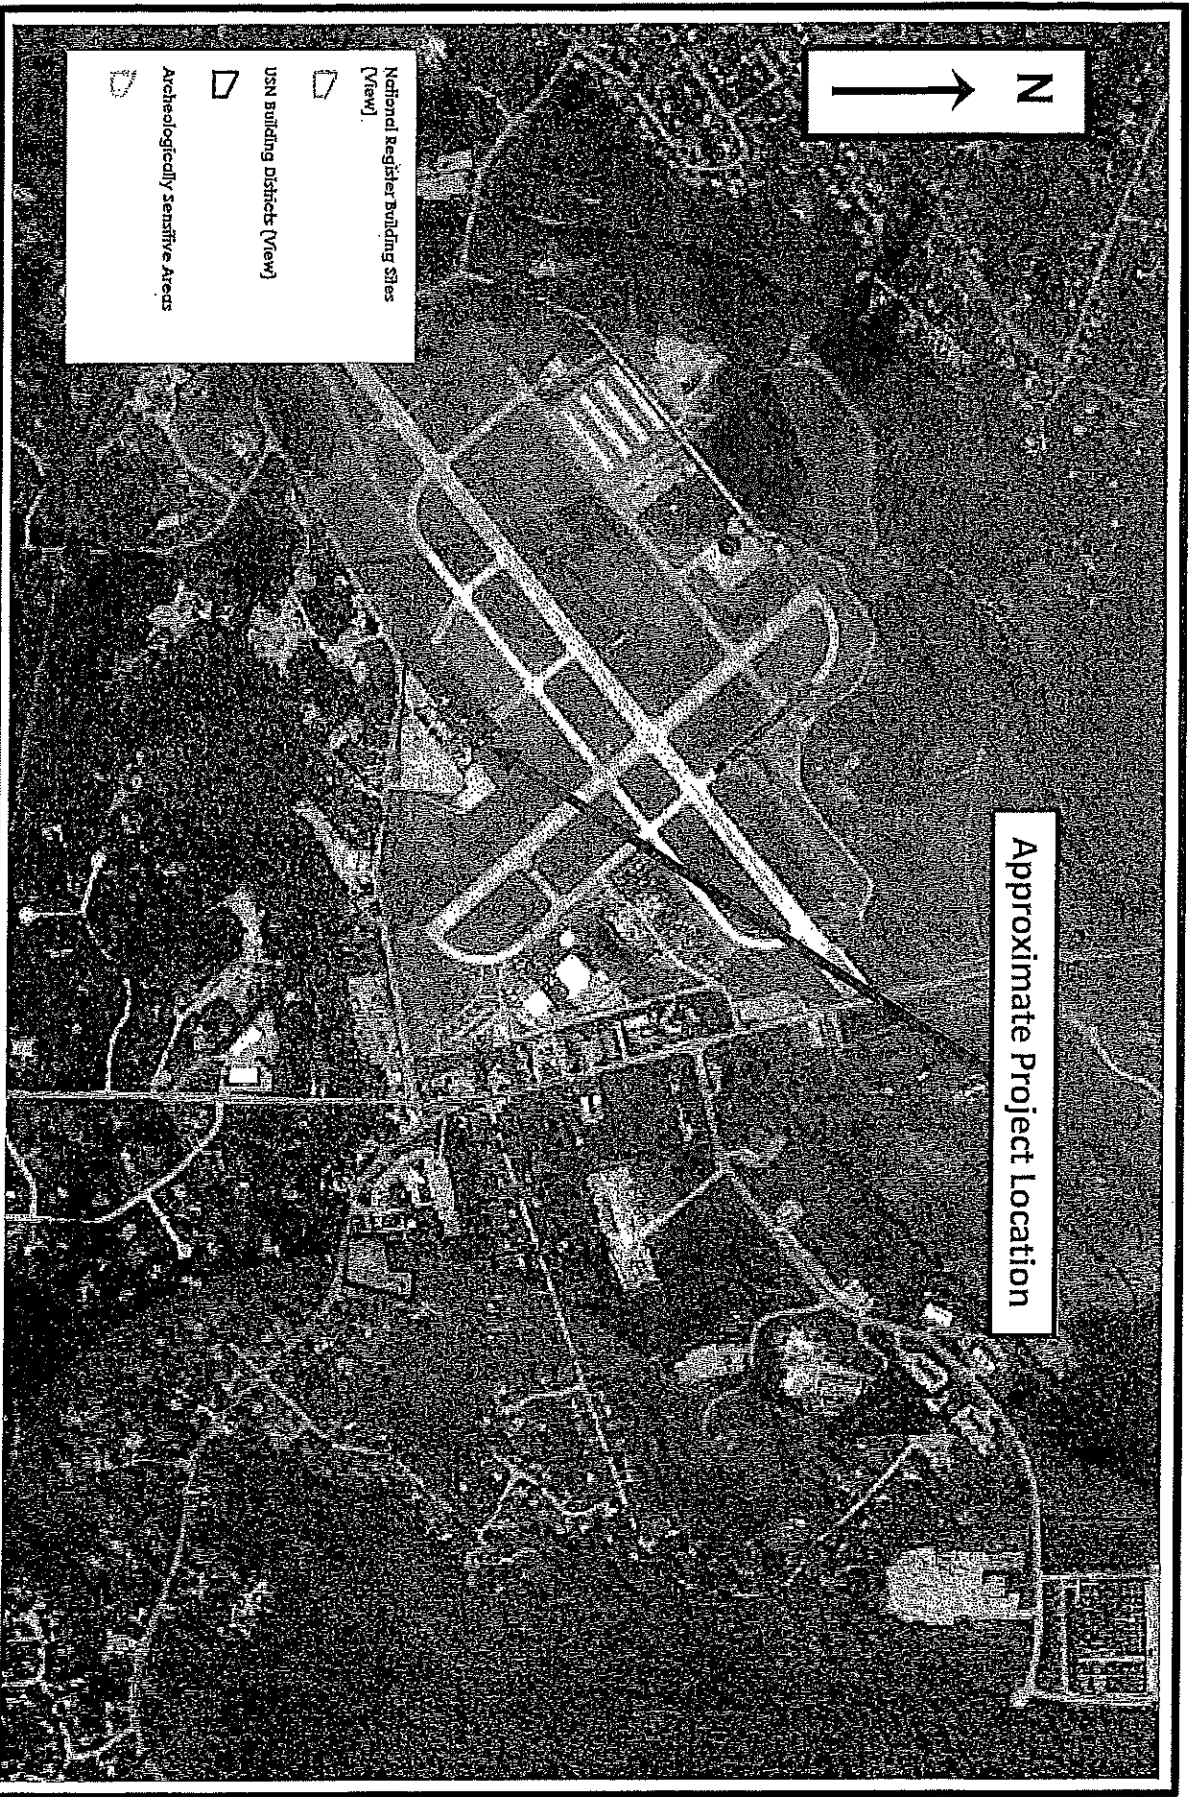 N
Approximate Project Location
National Register Building Sites
(View)
USN Building Districts (View)
Archeologically Sensitive Areas